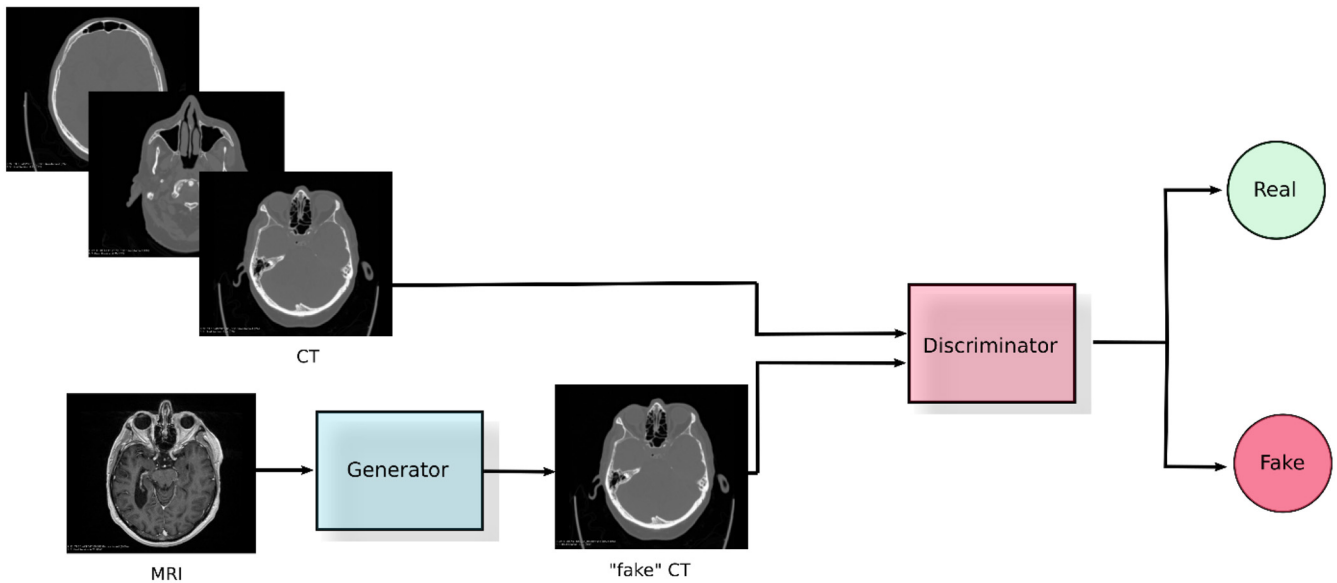 CT
Real
Discriminator
Generator
Fake
MRI
"fake" CT